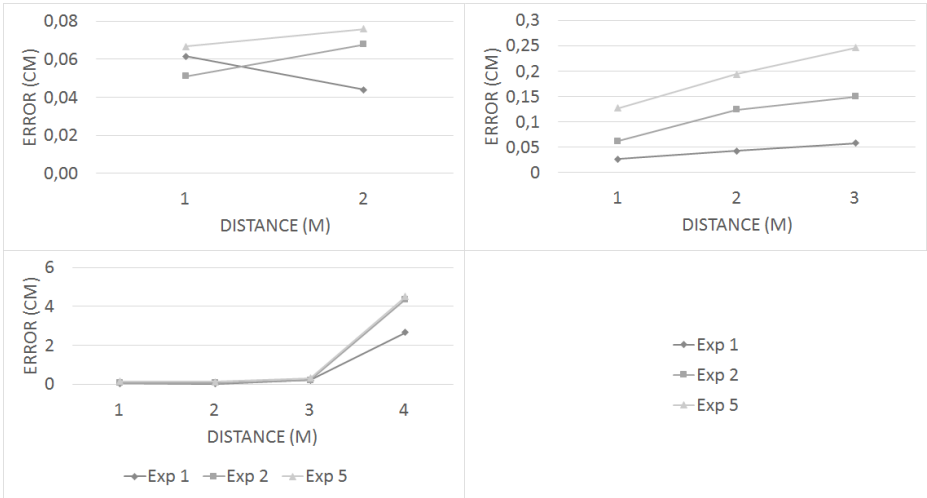 0,08
0,06
0,04
0,02
0,00
ERROR (CM)
1 2
DISTANCE (M)
0,3
0,25
0,2
0,15
0,1
0,05
0
ERROR (CM)
1 2 3
DISTANCE (M)
6
4
2
0
ERROR (CM)
1 2 3 4
DISTANCE (M)
Exp 1 Exp 2 Exp 5
Exp 1
Exp 2
Exp 5